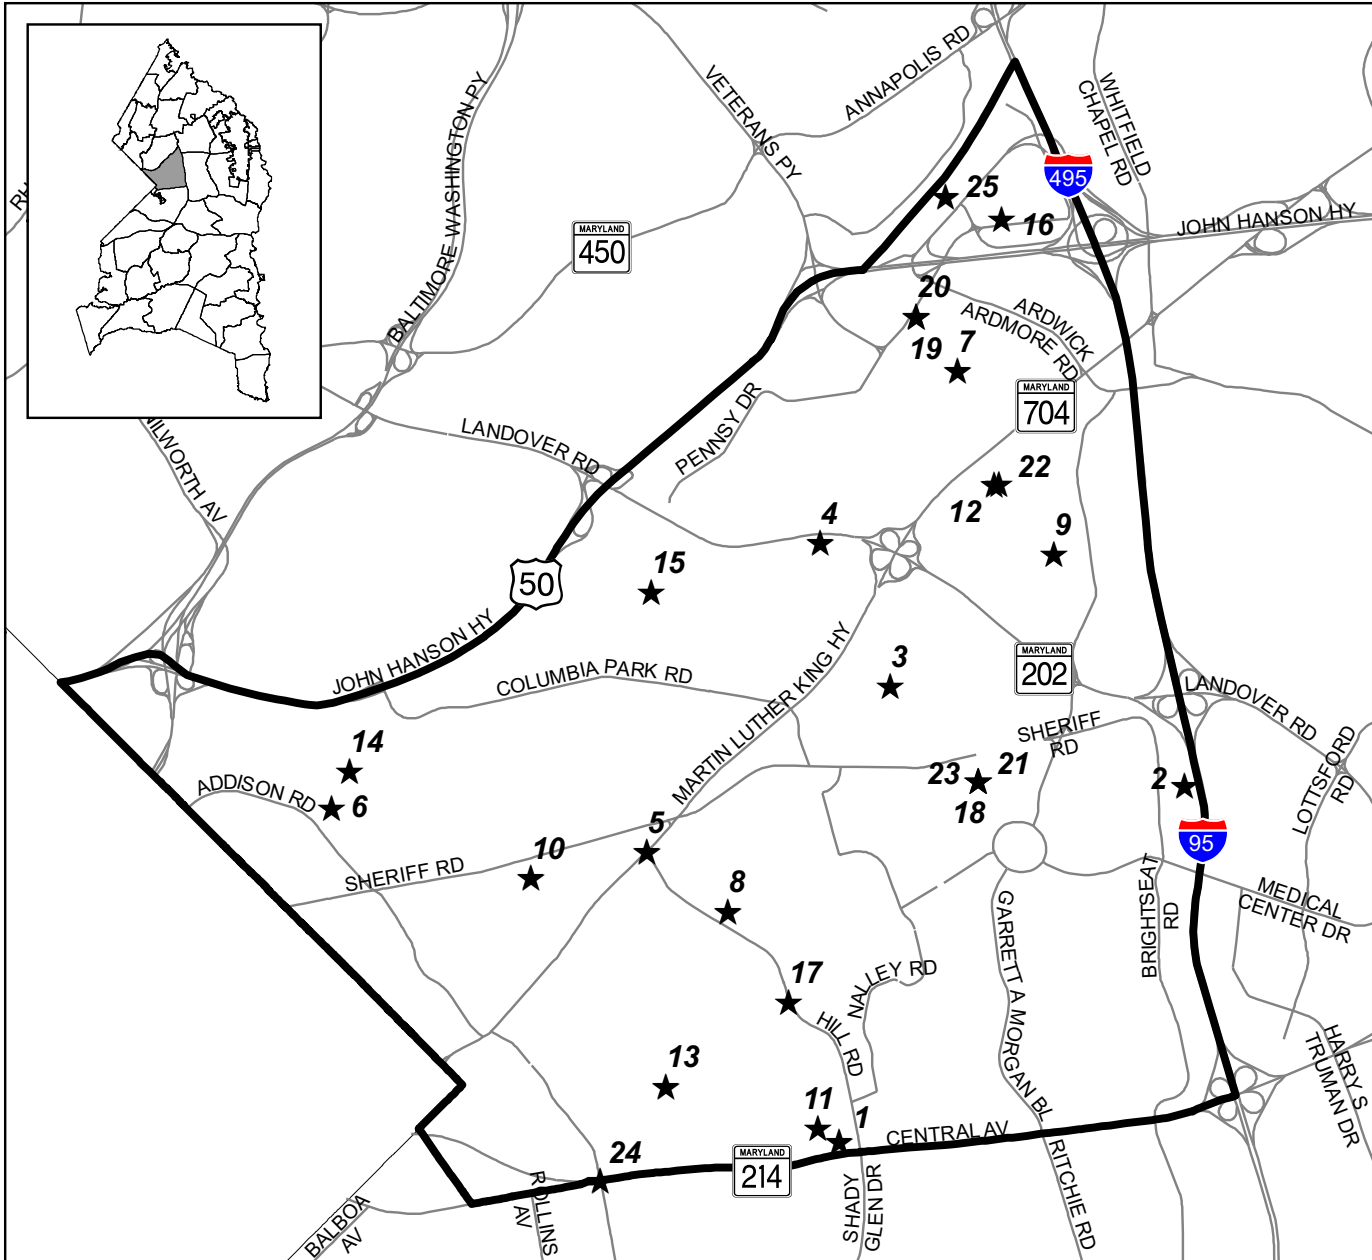 ANNAPOLIS RD
VETERANS PY
WHITFIELD
CHAPEL RD
BALTIMORE WASHINGTON PY
495
25
16
JOHN HANSON HY
MARYLAND
450
20
ARDWICK
ARDMORE RD
19
7
MARYLAND
704
PENNSY DR
LANDOVER RD
NILWORTH AV
22
12
4
9
15
50
JOHN HANSON HY
COLUMBIA PARK RD
MARTIN LUTHER KING HY
3
MARYLAND
202
LANDOVER RD
SHERIFF
RD
LOTTSFORD
RD
14
ADDISON RD
6
23
21
18
2
95
5
10
SHERIFF RD
8
BRIGHTSEAT
RD
MEDICAL
CENTER DR
GARRETT A MORGAN BL
NALLEY RD
17
HILL RD
13
HARRY S
TRUMAN DR
11
1
CENTRAL AV
24
MARYLAND
214
ROLLINS
AV
SHADY
GLEN DR
RITCHIE RD
BALBOA
AV